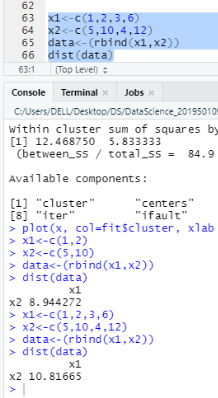 62
63 x1<-c(1,2,3,6)
64 x2<-c(5,10,4,12)
65 data<-(rbind(x1,x2))
66 dist(data)
63:1 (Top Level)
Console Terminal × Jobs ×
C:/Users/DELL/Desktop/DS/DataScience_2019010
Within cluster sum of squares by
[1] 12.468750 5.833333
(between_SS / total_SS = 84.9
Available components:
[1] "cluster" "centers"
[8] "iter" "ifault"
> plot(x, col=fit$cluster, xlab
> x1<-c(1,2)
> x2<-c(5,10)
> data<-(rbind(x1,x2))
> dist(data)
x1
x2 8.944272
> x1<-c(1,2,3,6)
> x2<-c(5,10,4,12)
> data<-(rbind(x1,x2))
> dist(data)
x1
x2 10.81665
>